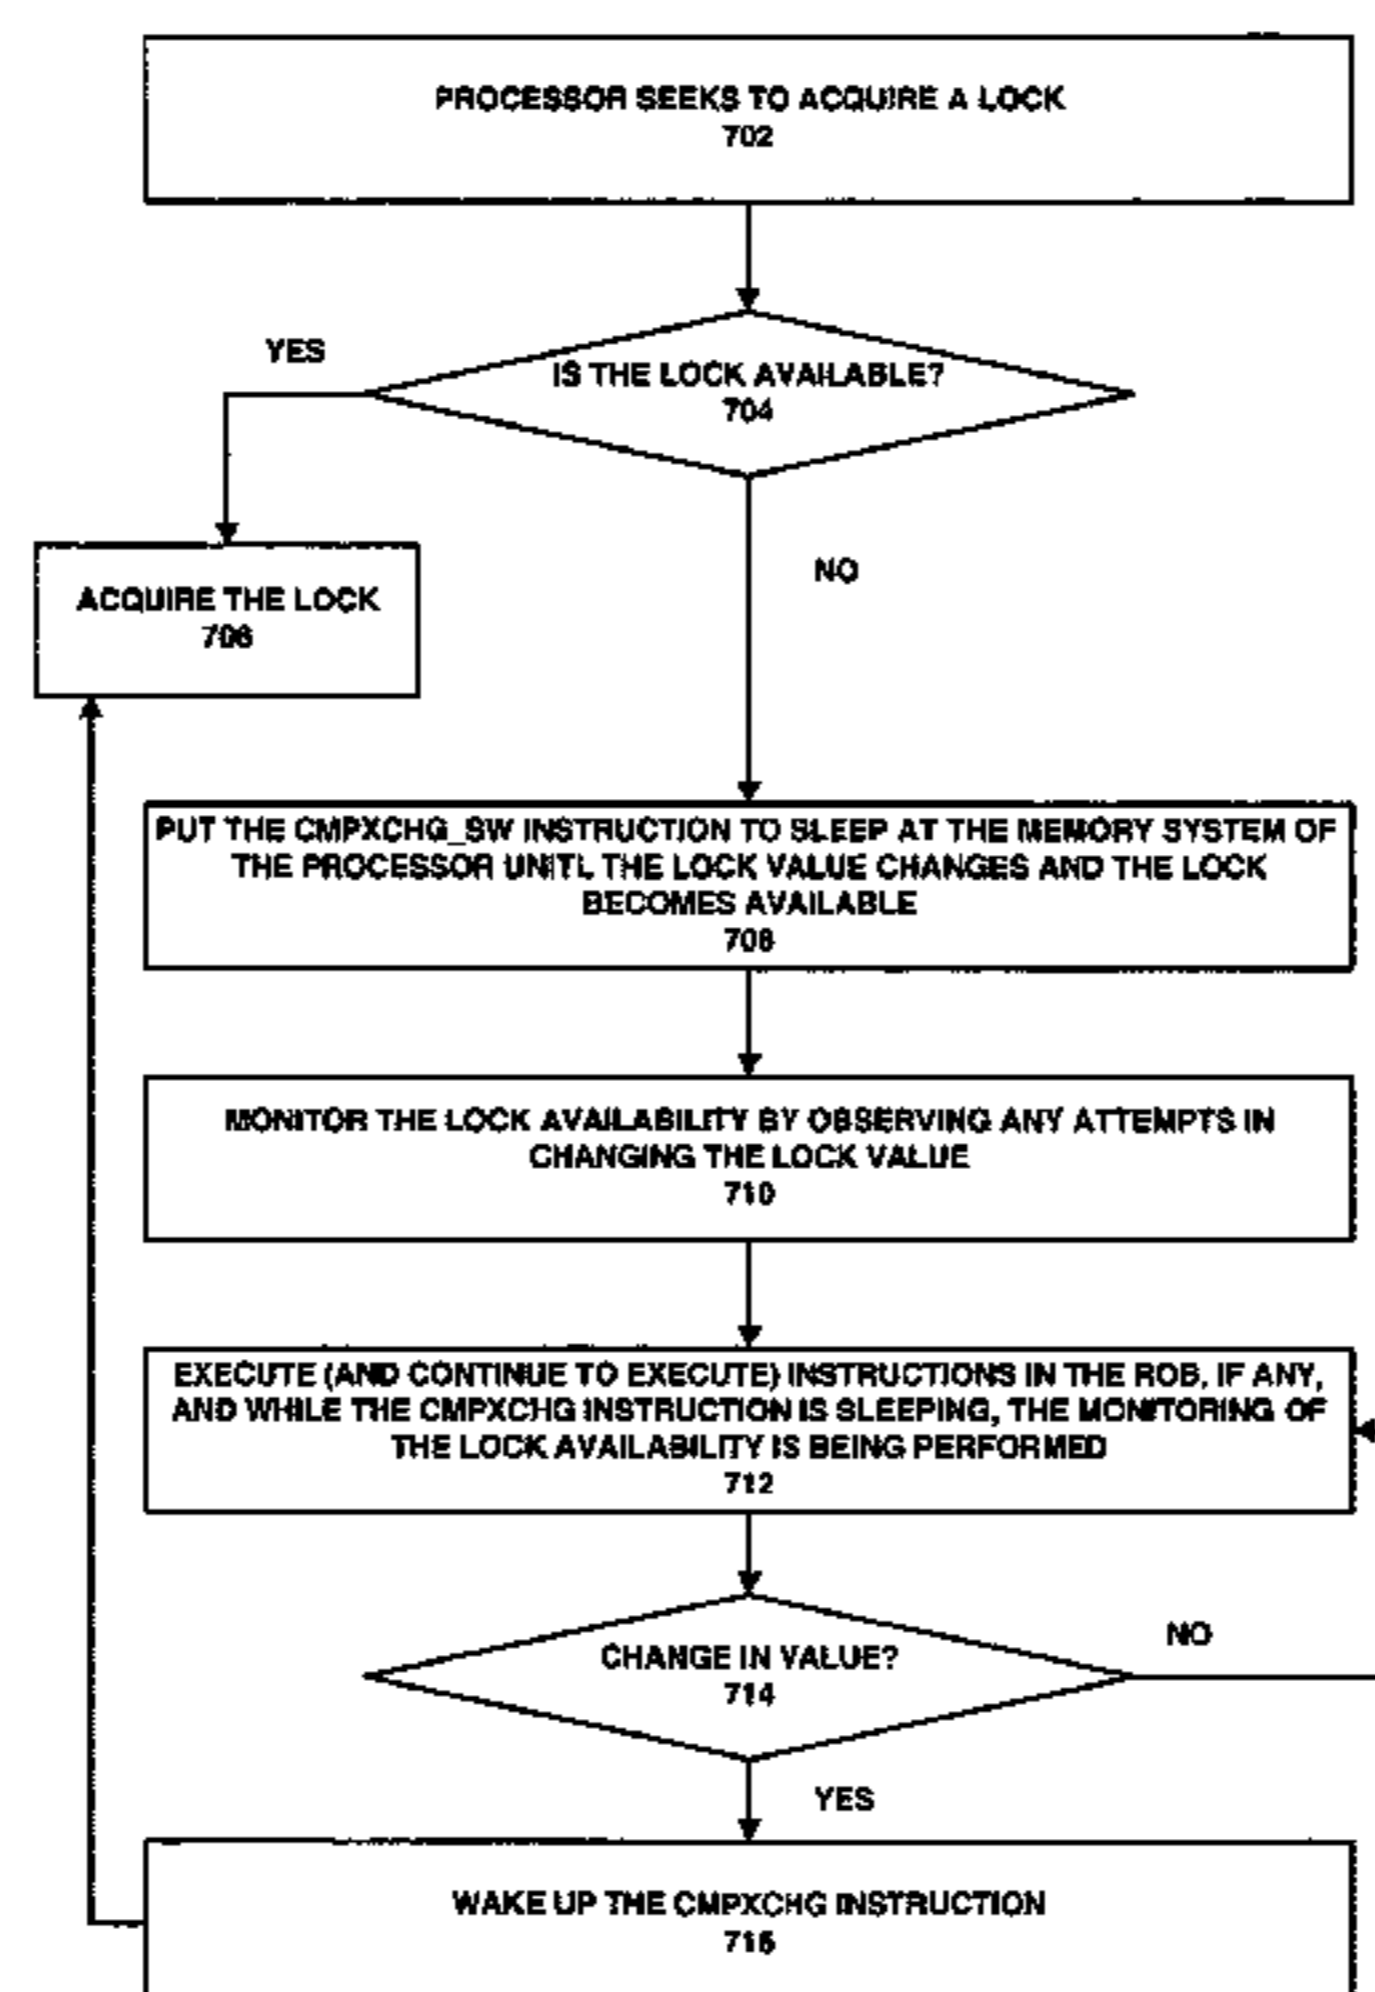 PROCESSOR SEEKS TO ACQUIRE A LOCK
702
YES
IS THE LOCK AVAILABLE?
704
NO
ACQUIRE THE LOCK
706
PUT THE CMPXCHG_SW INSTRUCTION TO SLEEP AT THE MEMORY SYSTEM OF
THE PROCESSOR UNITL THE LOCK VALUE CHANGES AND THE LOCK
BECOMES AVAILABLE
708
MONITOR THE LOCK AVAILABILITY BY OBSERVING ANY ATTEMPTS IN
CHANGING THE LOCK VALUE
710
EXECUTE (AND CONTINUE TO EXECUTE) INSTRUCTIONS IN THE ROB, IF ANY,
AND WHILE THE CMPXCHG INSTRUCTION IS SLEEPING, THE MONITORING OF
THE LOCK AVAILABILITY IS BEING PERFORMED
712
CHANGE IN VALUE?
714
NO
YES
WAKE UP THE CMPXCHG INSTRUCTION
716